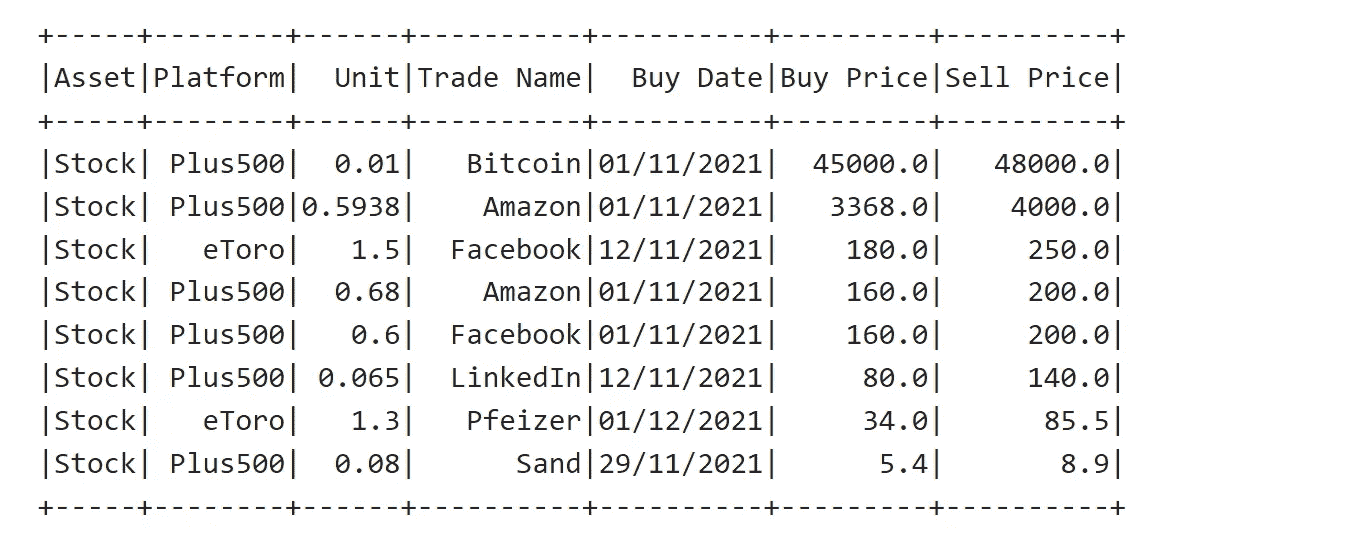 +-----+--------+------+----------+----------+---------+----------+
|Asset|Platform|  Unit|Trade Name|  Buy Date|Buy Price|Sell Price|
+-----+--------+------+----------+----------+---------+----------+
|Stock| Plus500|  0.01|   Bitcoin|01/11/2021|  45000.0|   48000.0|
|Stock| Plus500|0.5938|    Amazon|01/11/2021|   3368.0|    4000.0|
|Stock|   eToro|   1.5|  Facebook|12/11/2021|    180.0|     250.0|
|Stock| Plus500|  0.68|    Amazon|01/11/2021|    160.0|     200.0|
|Stock| Plus500|   0.6|  Facebook|01/11/2021|    160.0|     200.0|
|Stock| Plus500| 0.065|  LinkedIn|12/11/2021|     80.0|     140.0|
|Stock|   eToro|   1.3|   Pfeizer|01/12/2021|     34.0|      85.5|
|Stock| Plus500|  0.08|      Sand|29/11/2021|      5.4|       8.9|
+-----+--------+------+----------+----------+---------+----------+